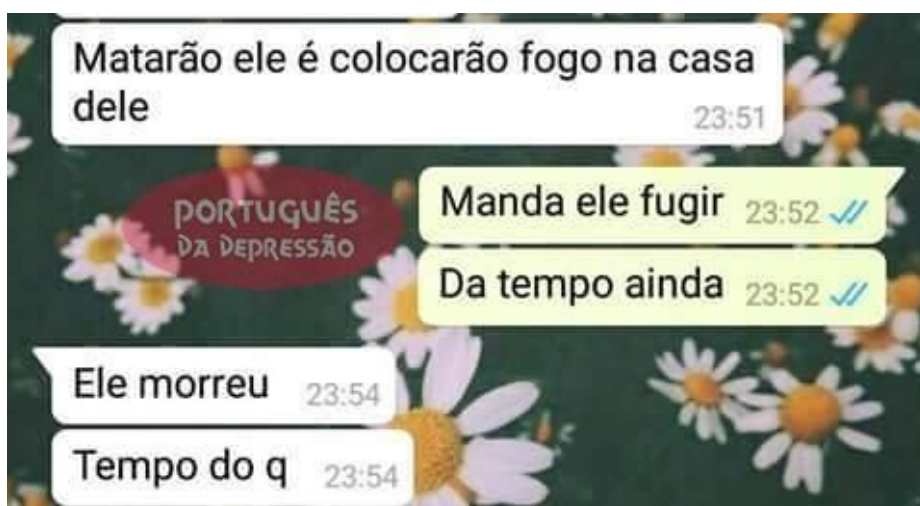 Matarão ele é colocarão fogo na casa
dele
23:51
PORTUGUÊS
DA DEPRESSÃO
Manda ele fugir 23:52
Da tempo ainda 23:52
Ele morreu 23:54
Tempo do q 23:54